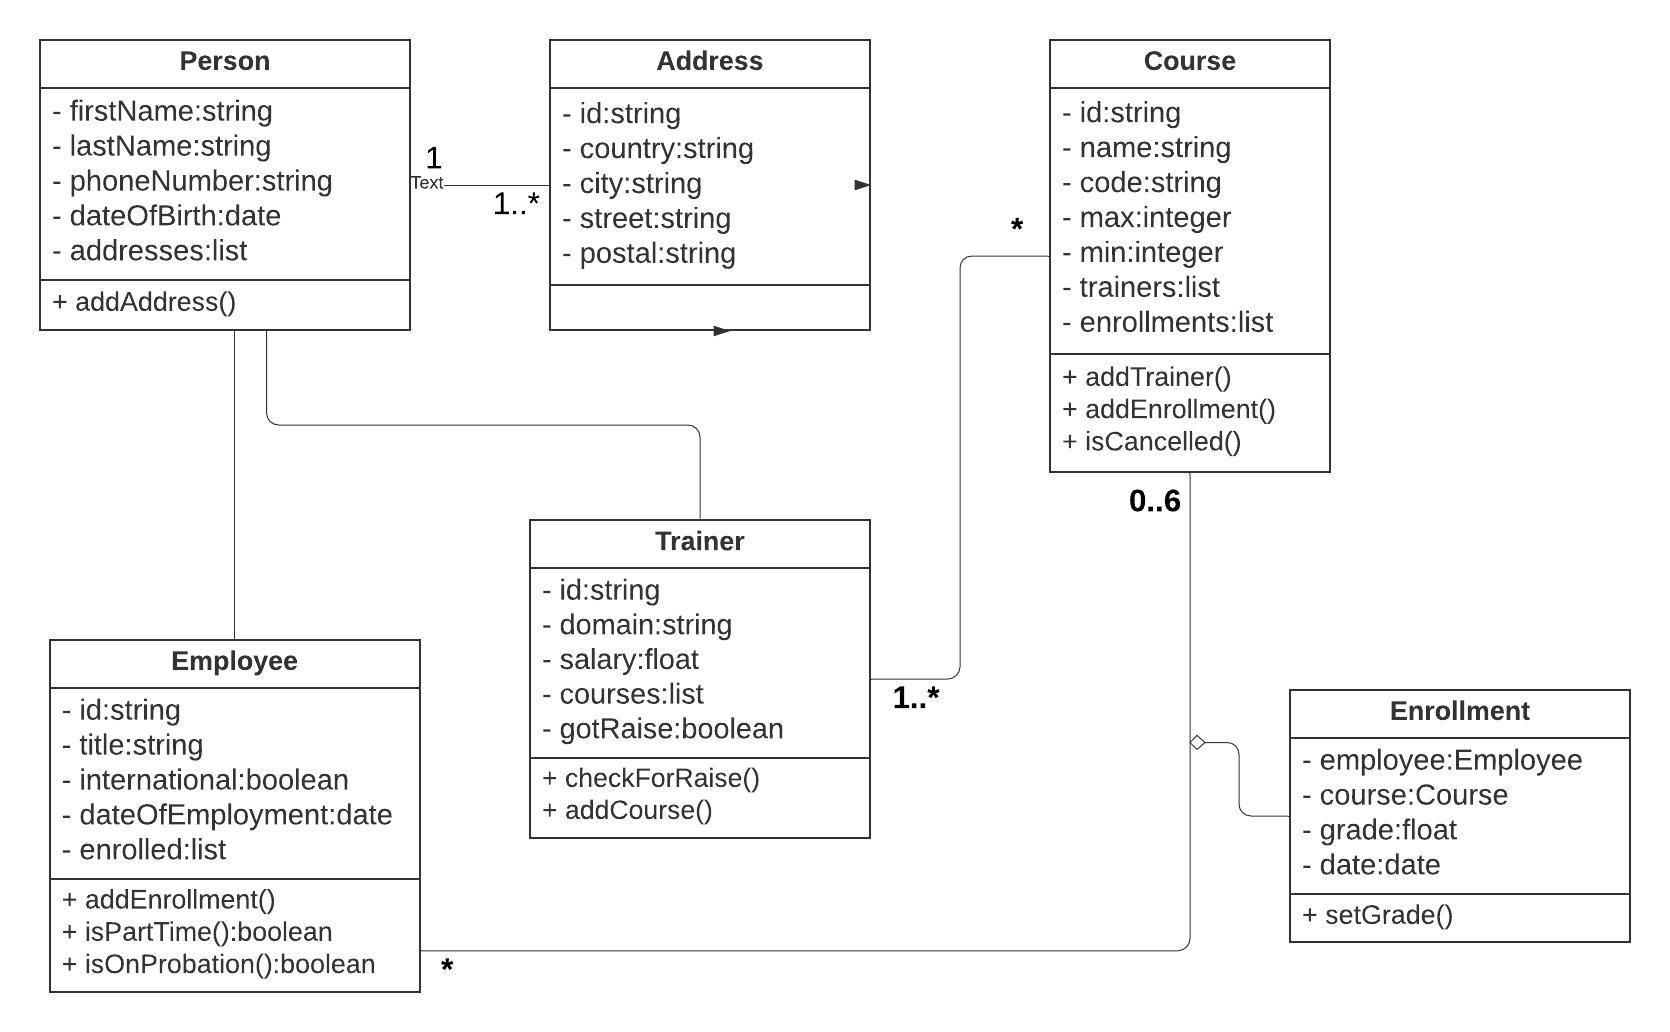 Person
- firstName:string
- lastName:string
- phoneNumber:string
- dateOfBirth:date
- addresses:list
+ addAddress()
1
Text
1..*
Address
- id:string
- country:string
- city:string
- street:string
- postal:string
Course
- id:string
- name:string
- code:string
- max:integer
- min:integer
- trainers:list
- enrollments:list
+ addTrainer()
+ addEnrollment()
+ isCancelled()
*
0..6
Trainer
- id:string
- domain:string
- salary:float
- courses:list
- gotRaise:boolean
+ checkForRaise()
+ addCourse()
1..*
Employee
- id:string
- title:string
- international:boolean
- dateOfEmployment:date
- enrolled:list
+ addEnrollment()
+ isPartTime():boolean
+ isOnProbation():boolean
*
Enrollment
- employee:Employee
- course:Course
- grade:float
- date:date
+ setGrade()